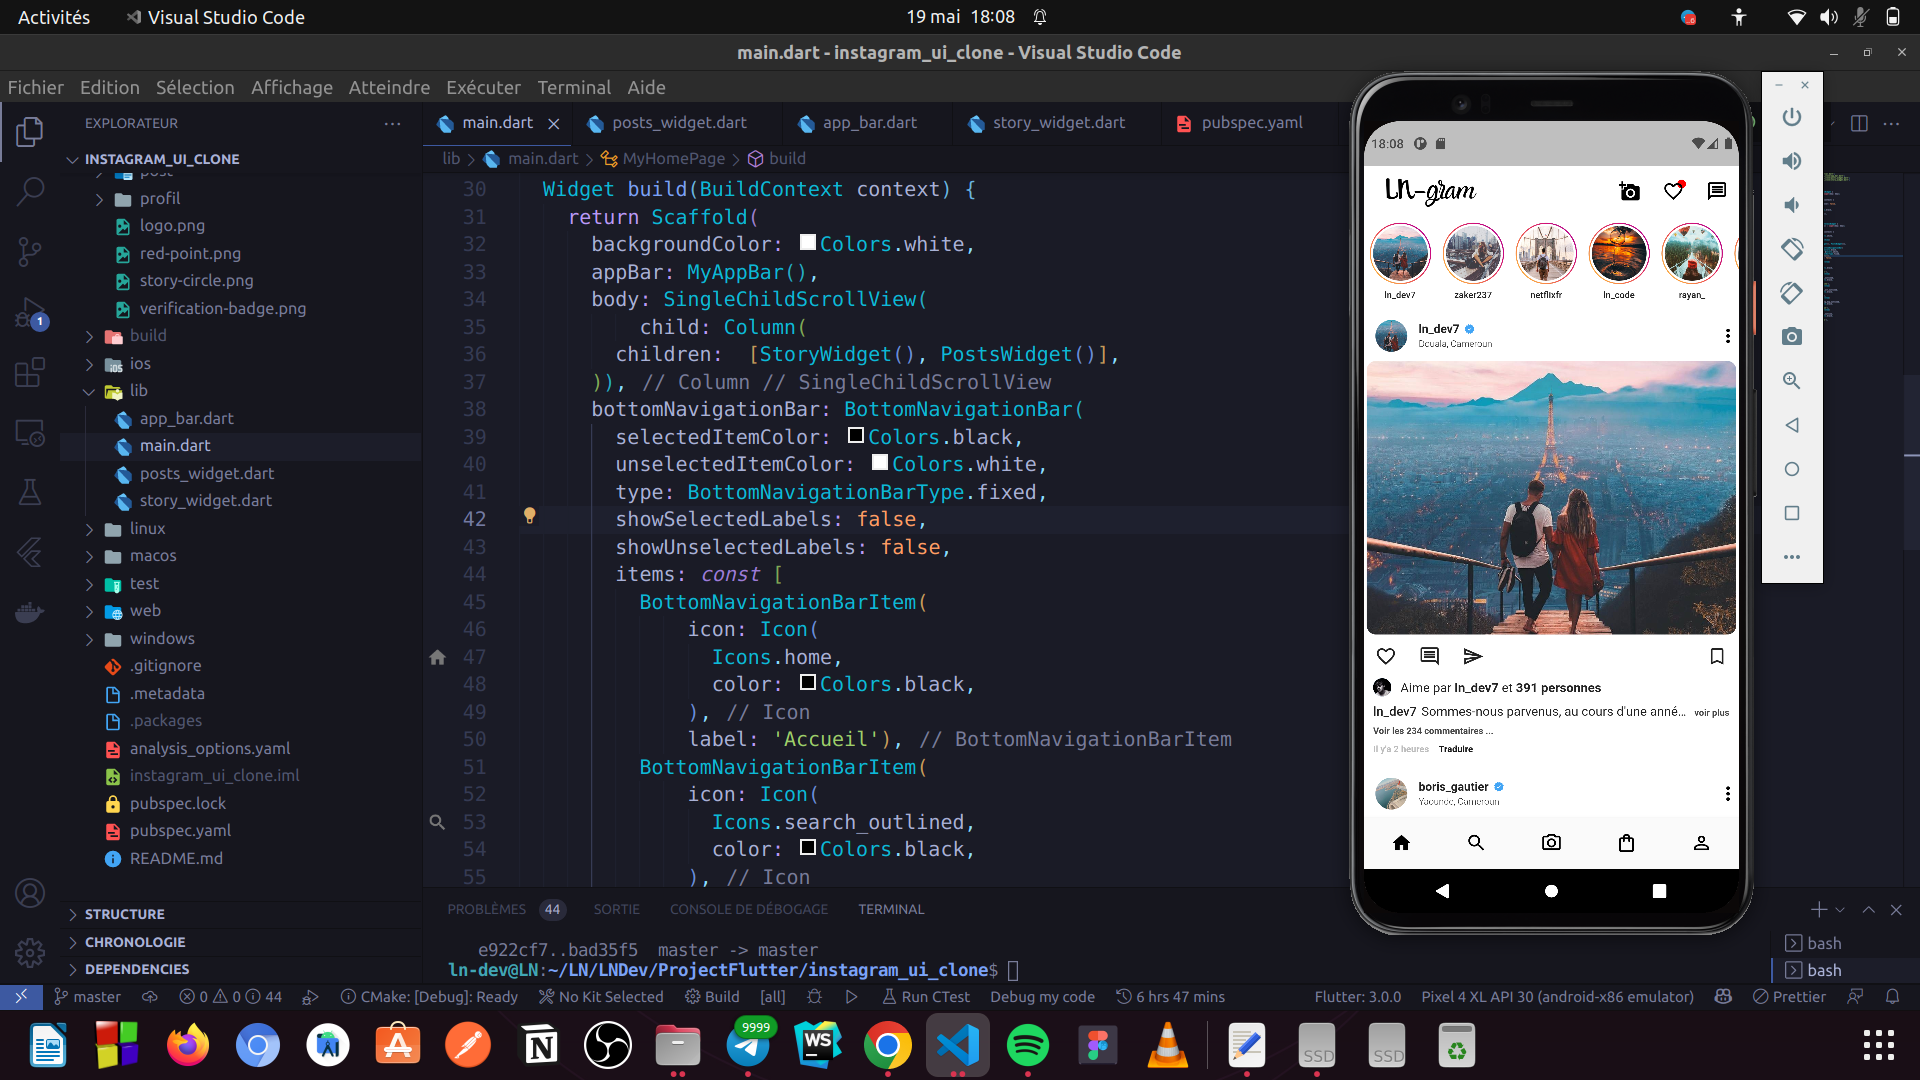 Activités
Visual Studio Code
19 mai 18:08
main.dart - instagram_ui_clone - Visual Studio Code
Fichier Edition Sélection Affichage Atteindre Exécuter Terminal Aide
EXPLORATEUR
INSTAGRAM_UI_CLONE
post
profil
logo.png
red-point.png
story-circle.png
verification-badge.png
build
ios
lib
app_bar.dart
main.dart
posts_widget.dart
story_widget.dart
linux
macos
test
web
windows
.gitignore
.metadata
.packages
analysis_options.yaml
instagram_ui_clone.iml
pubspec.lock
pubspec.yaml
README.md
STRUCTURE
CHRONOLOGIE
DEPENDENCIES
1
main.dart posts_widget.dart app_bar.dart story_widget.dart pubspec.yaml
lib > main.dart > MyHomePage > build
30 Widget build(BuildContext context) {
31 return Scaffold(
32 backgroundColor: Colors.white,
33 appBar: MyAppBar(),
34 body: SingleChildScrollView(
35 child: Column(
36 children: [StoryWidget(), PostsWidget()],
37 )), // Column // SingleChildScrollView
38 bottomNavigationBar: BottomNavigationBar(
39 selectedItemColor: Colors.black,
40 unselectedItemColor: Colors.white,
41 type: BottomNavigationBarType.fixed,
42 showSelectedLabels: false,
43 showUnselectedLabels: false,
44 items: const [
45 BottomNavigationBarItem(
46 icon: Icon(
47 Icons.home,
48 color: Colors.black,
49 ), // Icon
50 label: 'Accueil'), // BottomNavigationBarItem
51 BottomNavigationBarItem(
52 icon: Icon(
53 Icons.search_outlined,
54 color: Colors.black,
55 ), // Icon
PROBLÈMES 44 SORTIE CONSOLE DE DÉBOGAGE TERMINAL
e922cf7..bad35f5 master -> master
ln-dev@LN:~/LN/LNDev/ProjectFlutter/instagram_ui_clone$
bash
bash
18:08
LN-gram
ln_dev7 zaker237 netflixfr ln_code rayan_
ln_dev7
Douala, Cameroun
Aime par ln_dev7 et 391 personnes
ln_dev7 Sommes-nous parvenus, au cours d'une anné... voir plus
Voir les 234 commentaires ...
il y'a 2 heures Traduire
boris_gautier
Yaounde, Cameroun
master 0 0 44 CMake: [Debug]: Ready No Kit Selected Build [all] Run CTest Debug my code 6 hrs 47 mins Flutter: 3.0.0 Pixel 4 XL API 30 (android-x86 emulator) Prettier
9999
WS
SSD
SSD